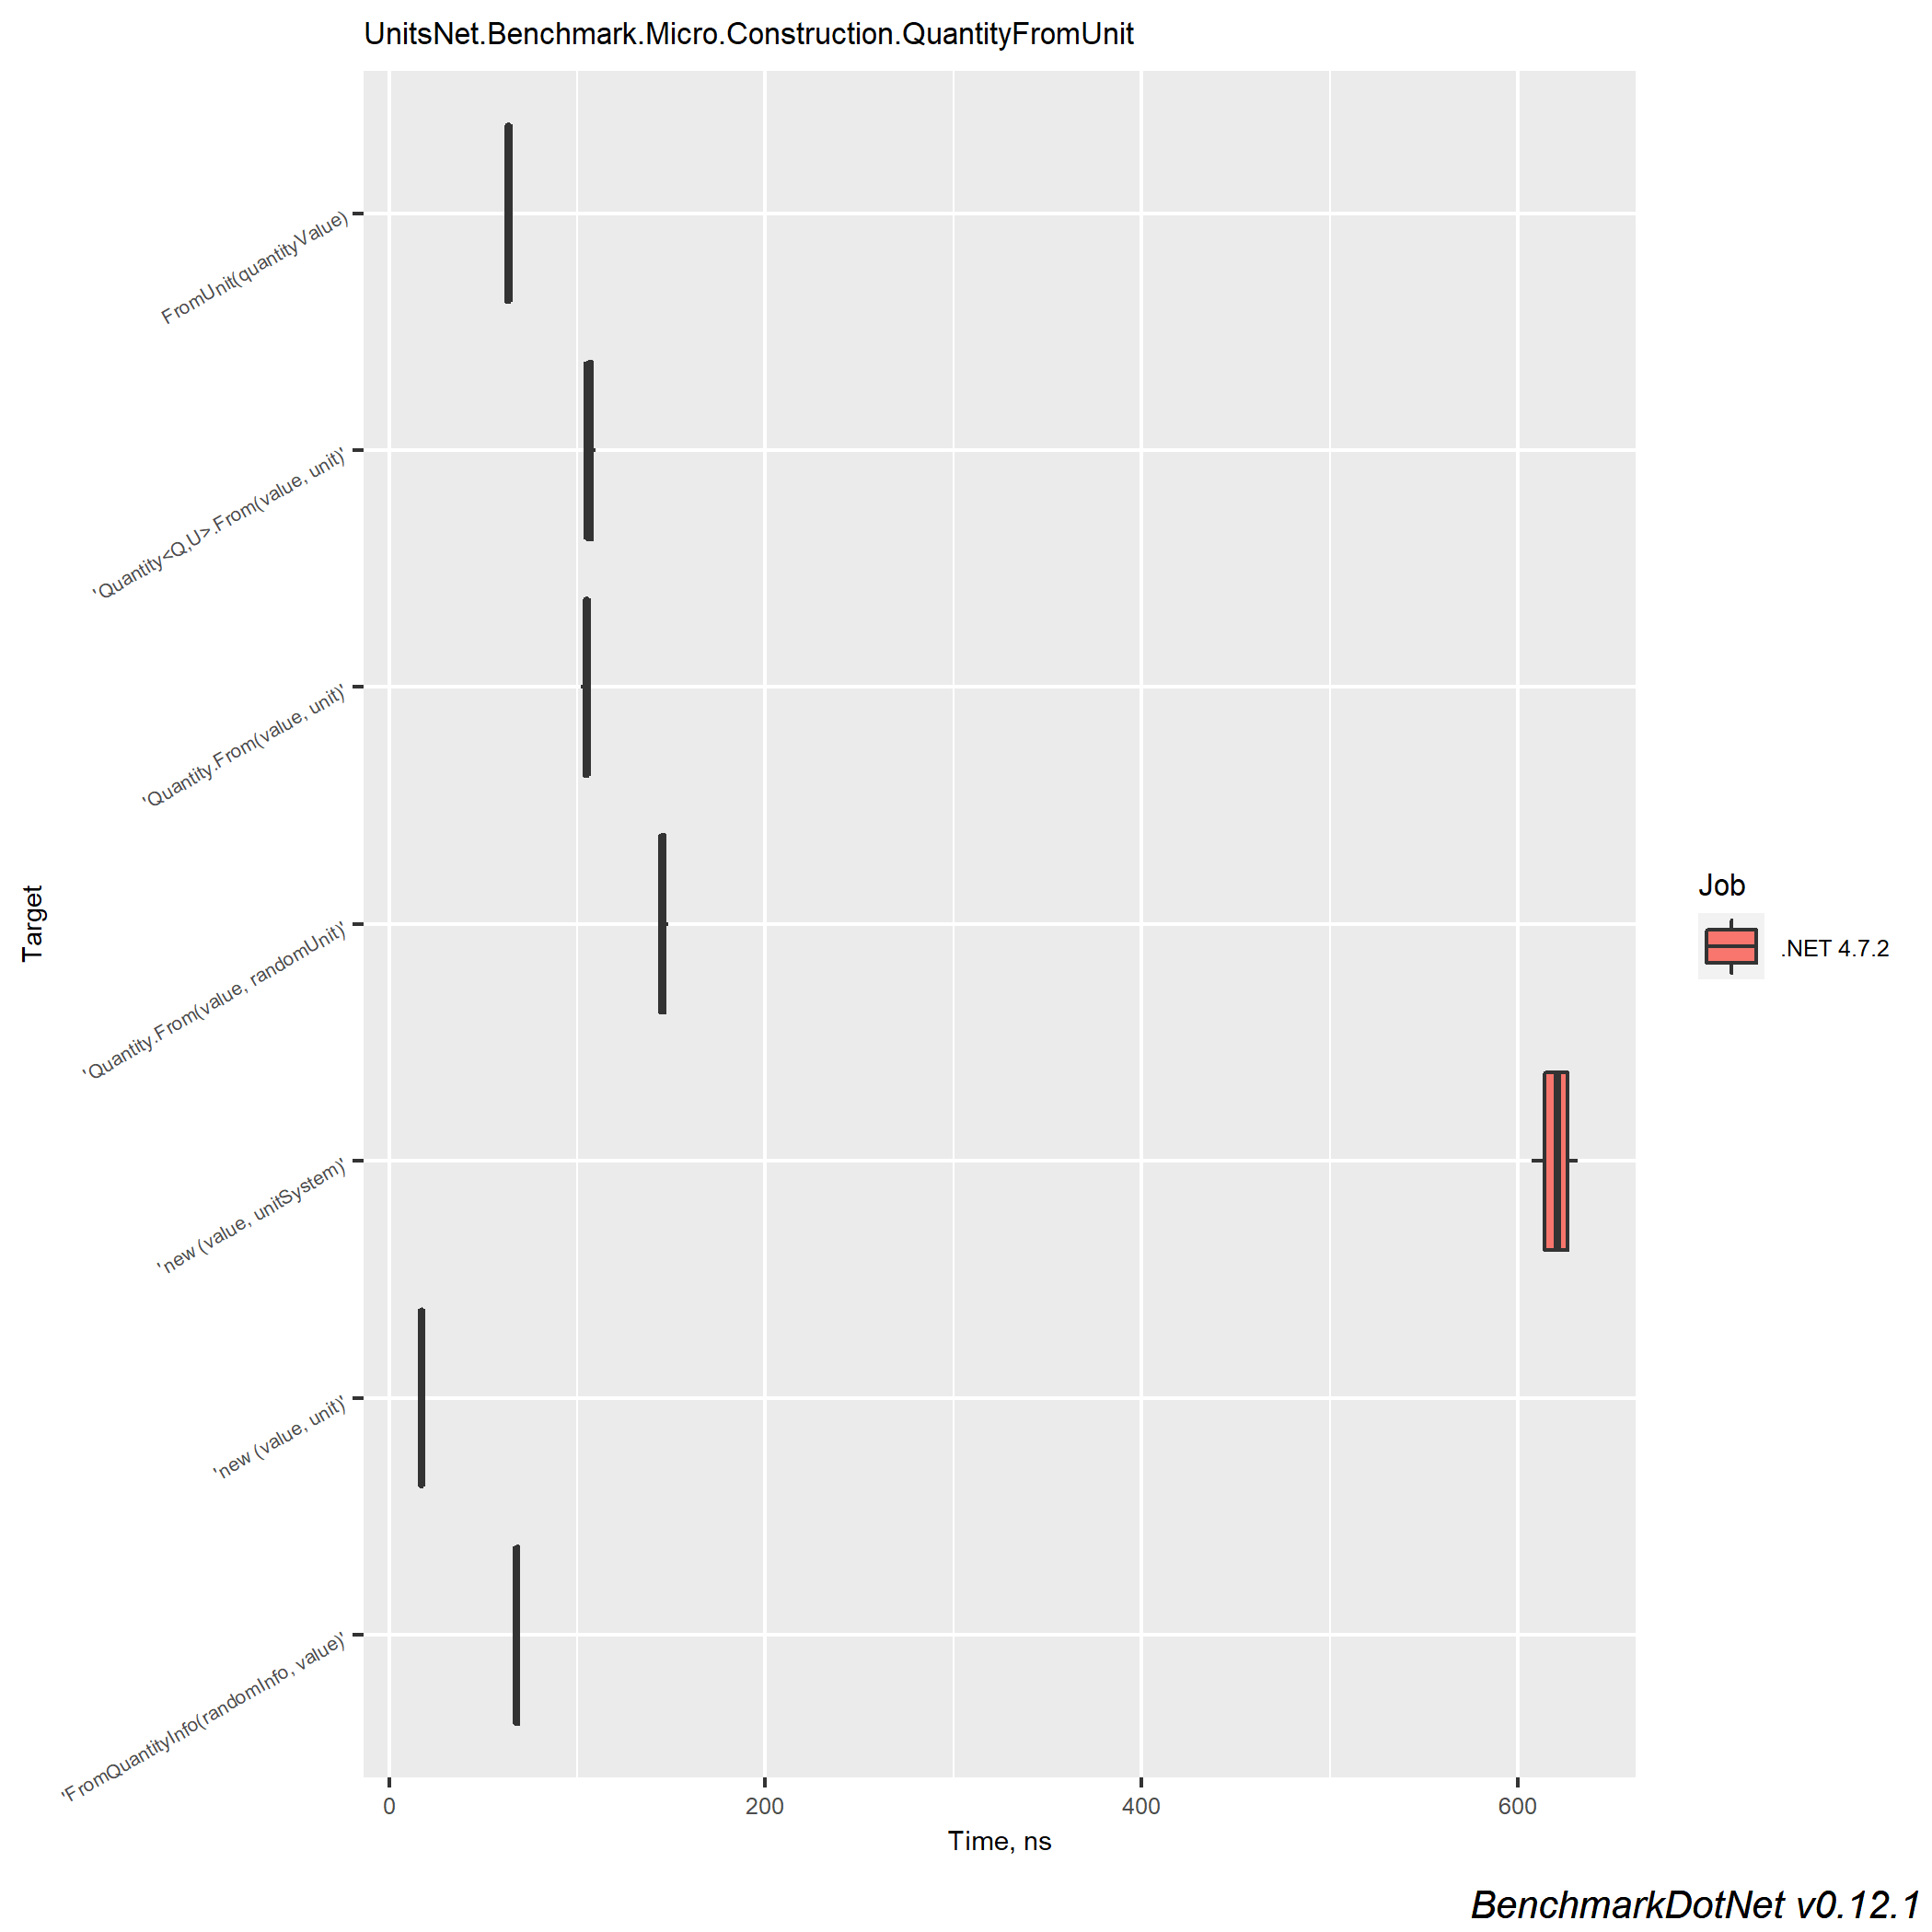 UnitsNet.Benchmark.Micro.Construction.QuantityFromUnit
FromUnit(quantityValue)
'Quantity<Q,U>.From(value, unit)'
'Quantity.From(value, unit)'
'Quantity.From(value, randomUnit)'
'new (value, unitSystem)'
'new (value, unit)'
'FromQuantityInfo(randomInfo, value)'
Target
0
200
400
600
Time, ns
Job
.NET 4.7.2
BenchmarkDotNet v0.12.1